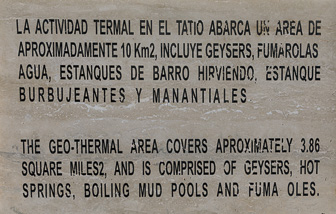 LA ACTIVIDAD TERMAL EN EL TATIO ABARCA UN AREA DE
APROXIMADAMENTE 10 Km2, INCLUYE GEYSERS, FUMAROLAS
AGUA, ESTANQUES DE BARRO HIRVIENDO, ESTANQUE
BURBUJEANTES Y MANANTIALES
THE GEO-THERMAL AREA COVERS APROXIMATELY 3.86
SQUARE MILES2, AND IS COMPRISED OF GEYSERS, HOT
SPRINGS, BOILING MUD POOLS AND FUMA OLES.